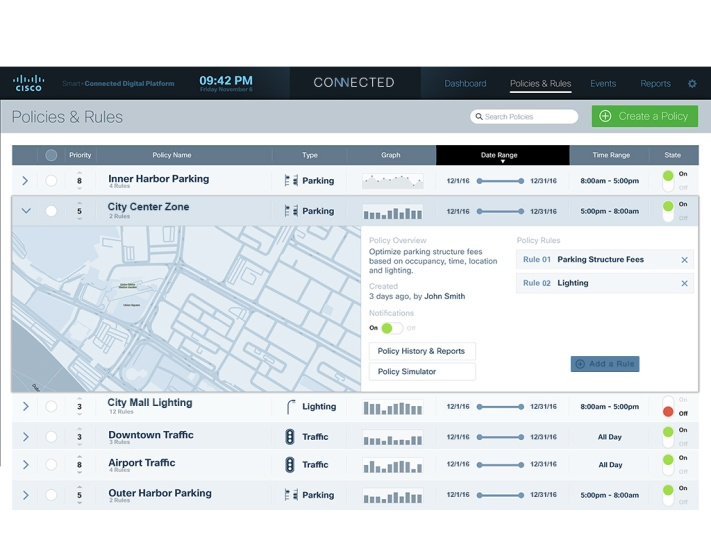 CISCO
Smart+Connected Digital Platform
09:42 PM
Friday November 6
CONNECTED
Dashboard
Policies & Rules
Events
Reports
Policies & Rules
Search Policies
Create a Policy
Priority
Policy Name
Type
Graph
Date Range
Time Range
State
8
Inner Harbor Parking
4 Rules
Parking
12/1/16
12/31/16
8:00am - 5:00pm
On
Off
5
City Center Zone
2 Rules
Parking
12/1/16
12/31/16
5:00pm - 8:00am
On
Off
Policy Overview
Optimize parking structure fees
based on occupancy, time, location
and lighting.
Created
3 days ago, by John Smith
Notifications
On
Off
Policy History & Reports
Policy Simulator
Policy Rules
Rule 01 Parking Structure Fees
Rule 02 Lighting
Add a Rule
3
City Mall Lighting
12 Rules
Lighting
12/1/16
12/31/16
8:00am - 5:00pm
On
Off
3
Downtown Traffic
3 Rules
Traffic
12/1/16
12/31/16
All Day
On
Off
8
Airport Traffic
4 Rules
Traffic
12/1/16
12/31/16
All Day
On
Off
5
Outer Harbor Parking
2 Rules
Parking
12/1/16
12/31/16
5:00pm - 8:00am
On
Off